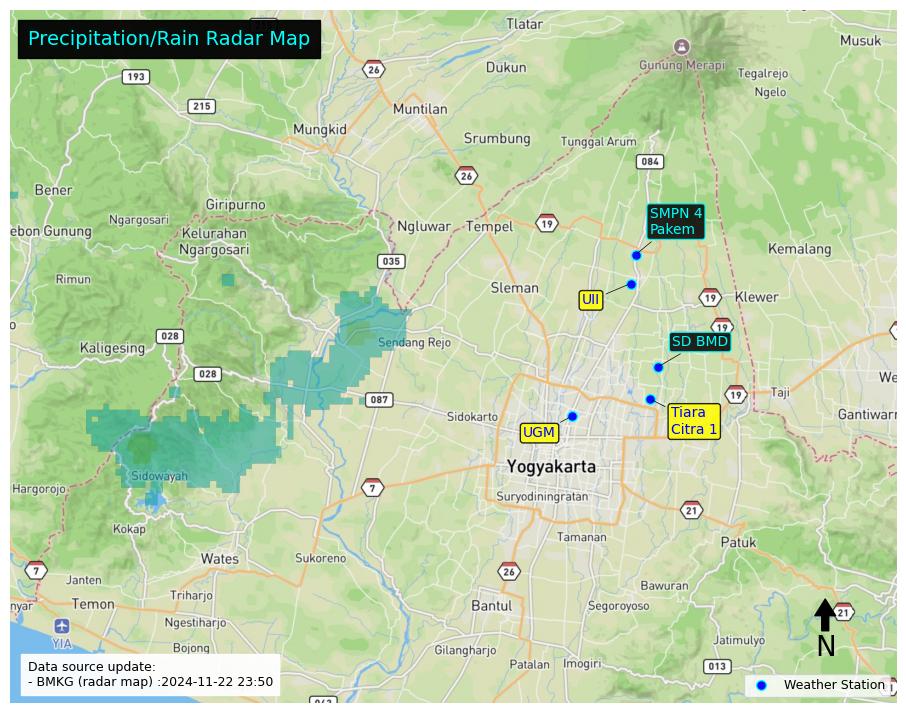 Precipitation/Rain Radar Map
Tlatar
Musuk
26
Dukun
Gunung Merapi
Tegalrejo
193
Ngelo
215
Muntilan
Mungkid
Srumbung
Tunggal Arum
084
26
Bener
Giripurno
SMPN 4
Pakem
Ngargosari
Ngluwar
Tempel
19
ebon Gunung
Kelurahan
Ngargosari
Kemalang
035
Rimun
Sleman
UII
19
Klewer
19
028
Sendang Rejo
SD BMD
Kaligesing
028
We
087
19
Taji
Sidokarto
Tiara
Citra 1
Gantiwarn
UGM
Yogyakarta
Sidowayah
Hargorojo
7
Suryodiningratan
21
Kokap
Tamanan
Patuk
Wates
Sukoreno
7
26
Janten
Bawuran
Triharjo
nyar
Temon
Bantul
Segoroyoso
21
Ngestiharjo
YIA
Jatimulyo
N
Bojong
Gilangharjo
Patalan
Imogiri
013
Data source update:
- BMKG (radar map) :2024-11-22 23:50
Weather Station